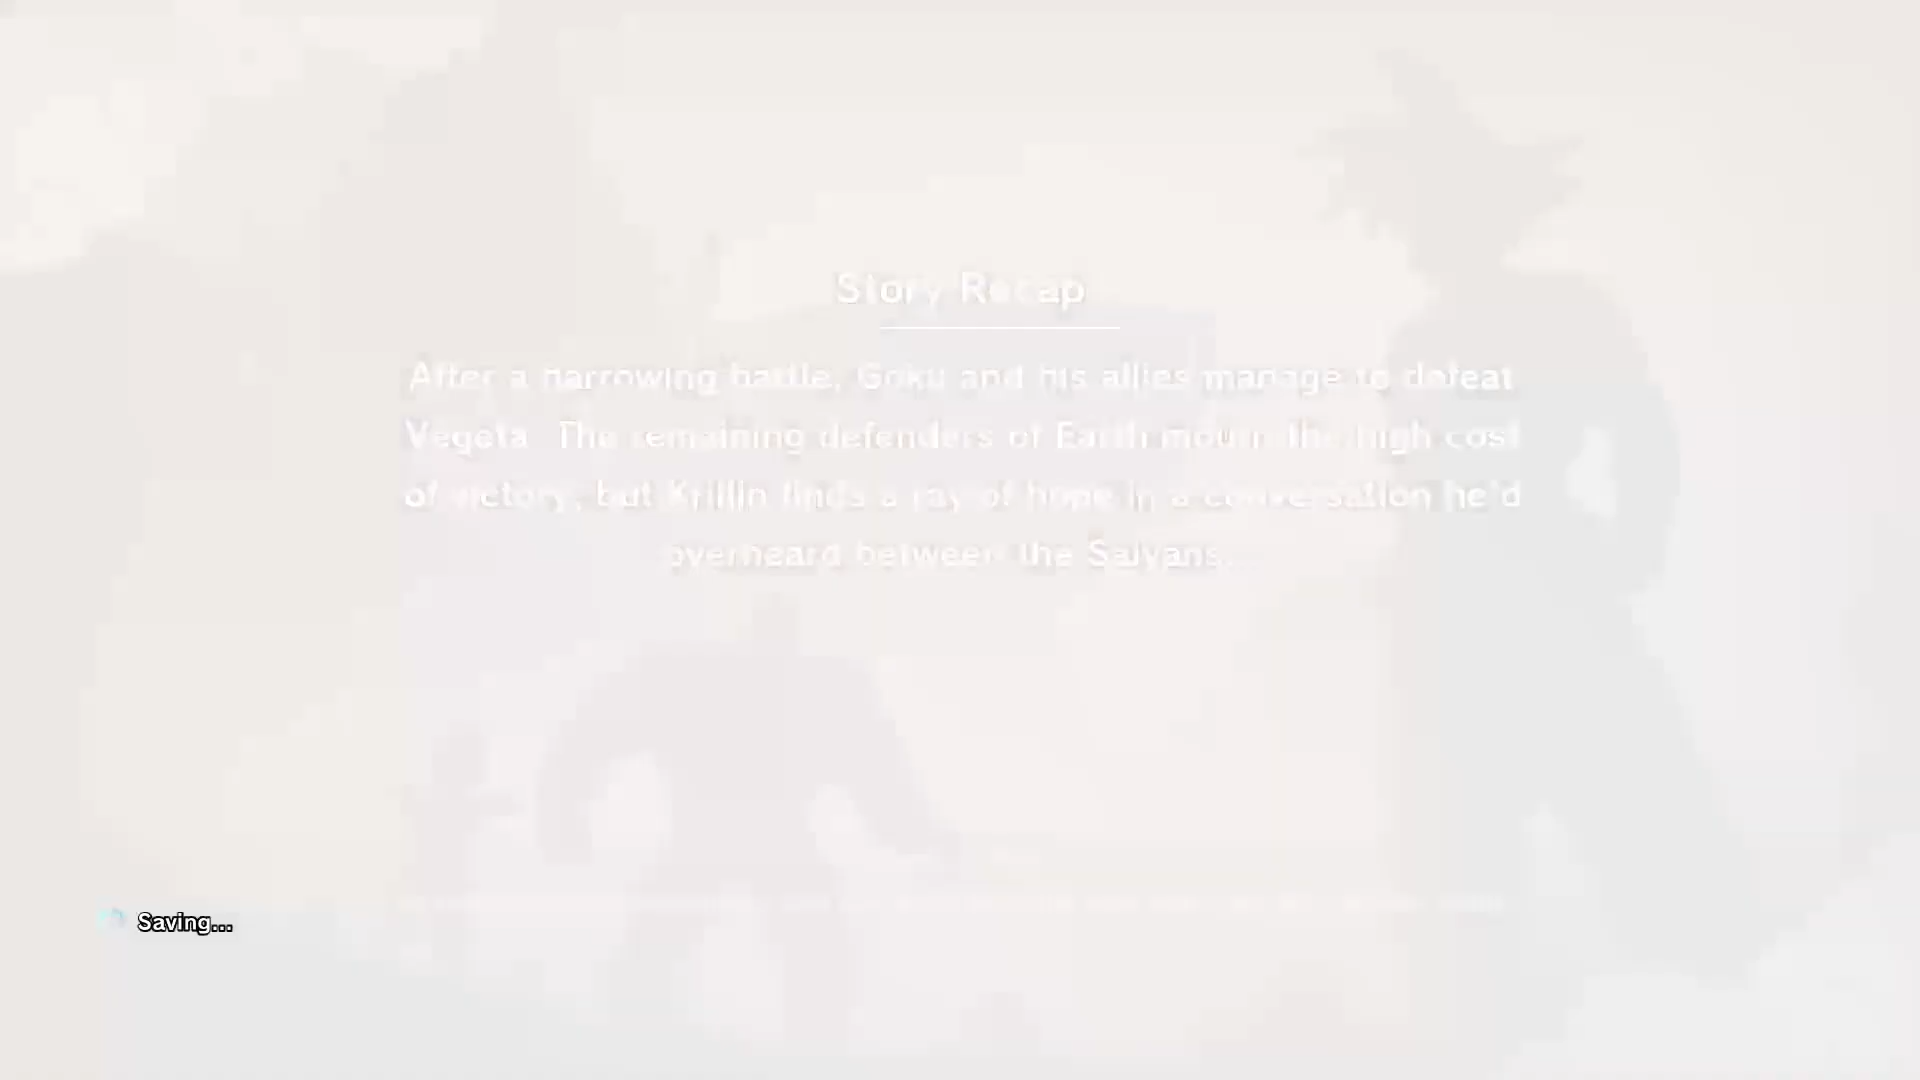 Story Recap
After a harrowing battle, Goku and his allies manage to defeat
Vegeta. The remaining defenders of Earth mourn the high cost
of victory, but Krillin finds a ray of hope in a conversation he'd
overheard between the Saiyans.
Saving...